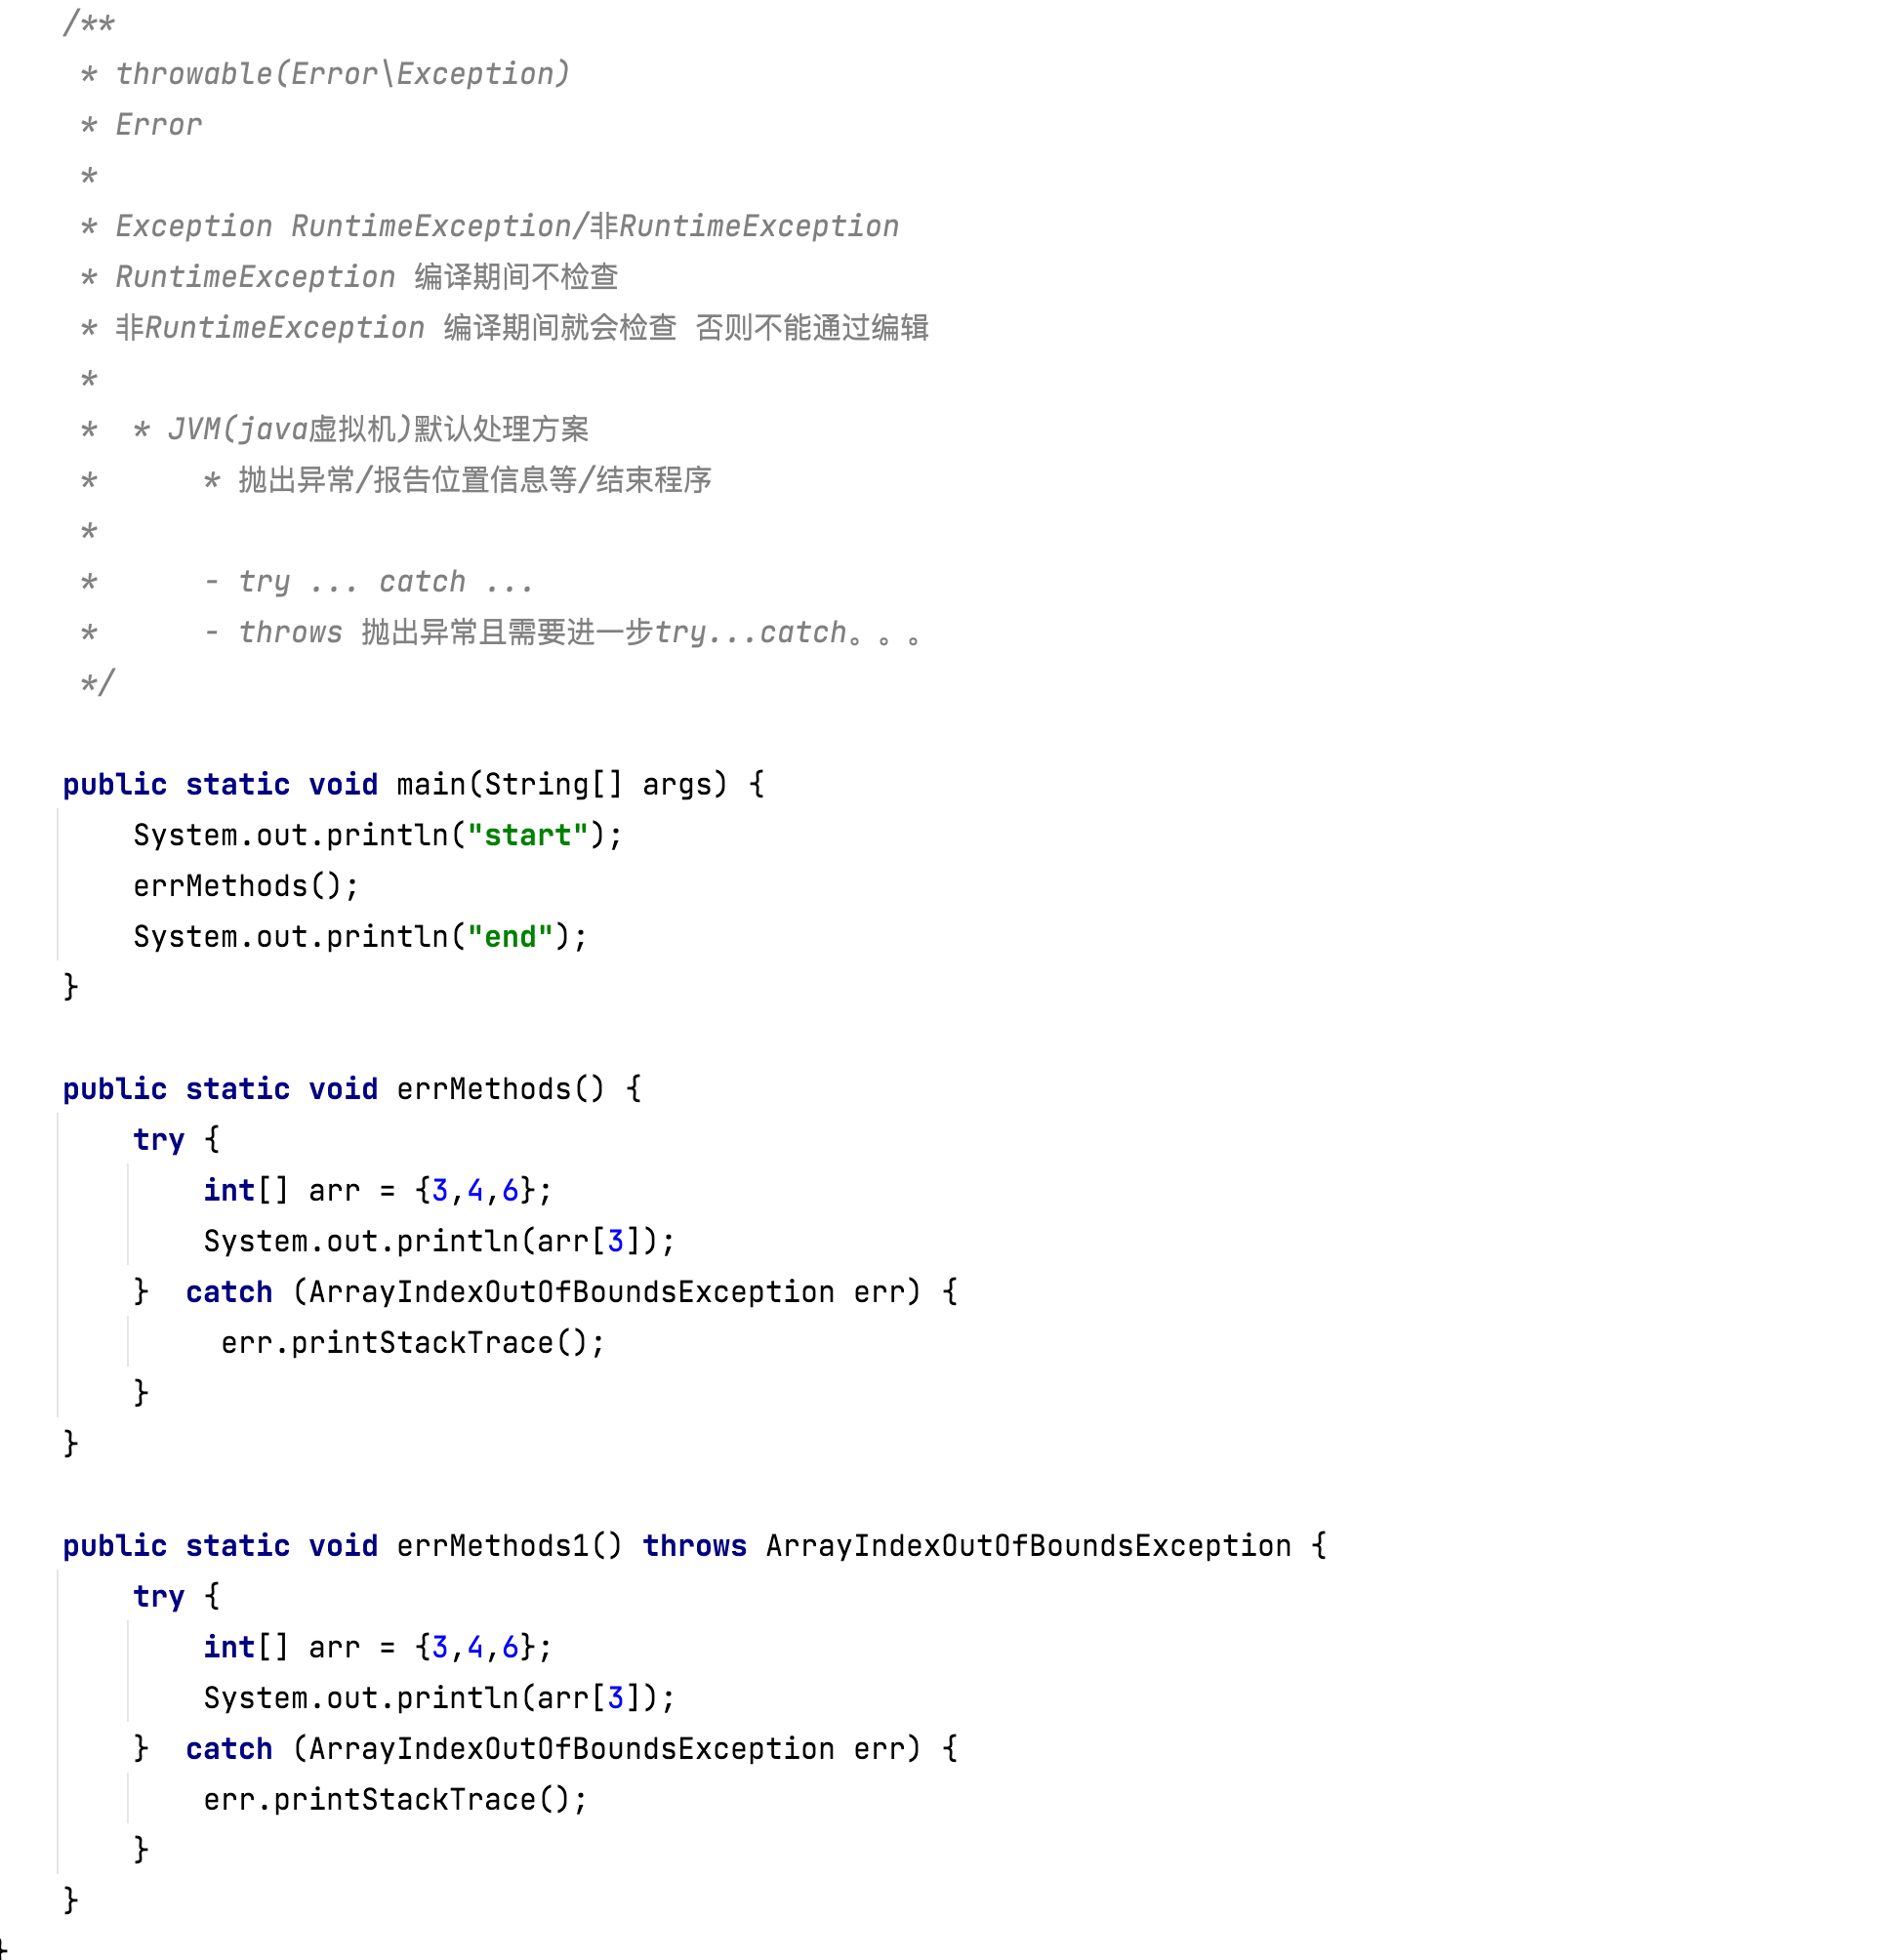 /**
 * throwable(Error\Exception)
 * Error
 *
 * Exception RuntimeException/非RuntimeException
 * RuntimeException 编译期间不检查
 * 非RuntimeException 编译期间就会检查 否则不能通过编辑
 *
 *  * JVM(java虚拟机)默认处理方案
 *      * 抛出异常/报告位置信息等/结束程序
 *
 *      - try ... catch ...
 *      - throws 抛出异常且需要进一步try...catch。。。
 */
public static void main(String[] args) {
    System.out.println("start");
    errMethods();
    System.out.println("end");
}
public static void errMethods() {
    try {
        int[] arr = {3,4,6};
        System.out.println(arr[3]);
    }  catch (ArrayIndexOutOfBoundsException err) {
         err.printStackTrace();
    }
}
public static void errMethods1() throws ArrayIndexOutOfBoundsException {
    try {
        int[] arr = {3,4,6};
        System.out.println(arr[3]);
    }  catch (ArrayIndexOutOfBoundsException err) {
        err.printStackTrace();
    }
}
}